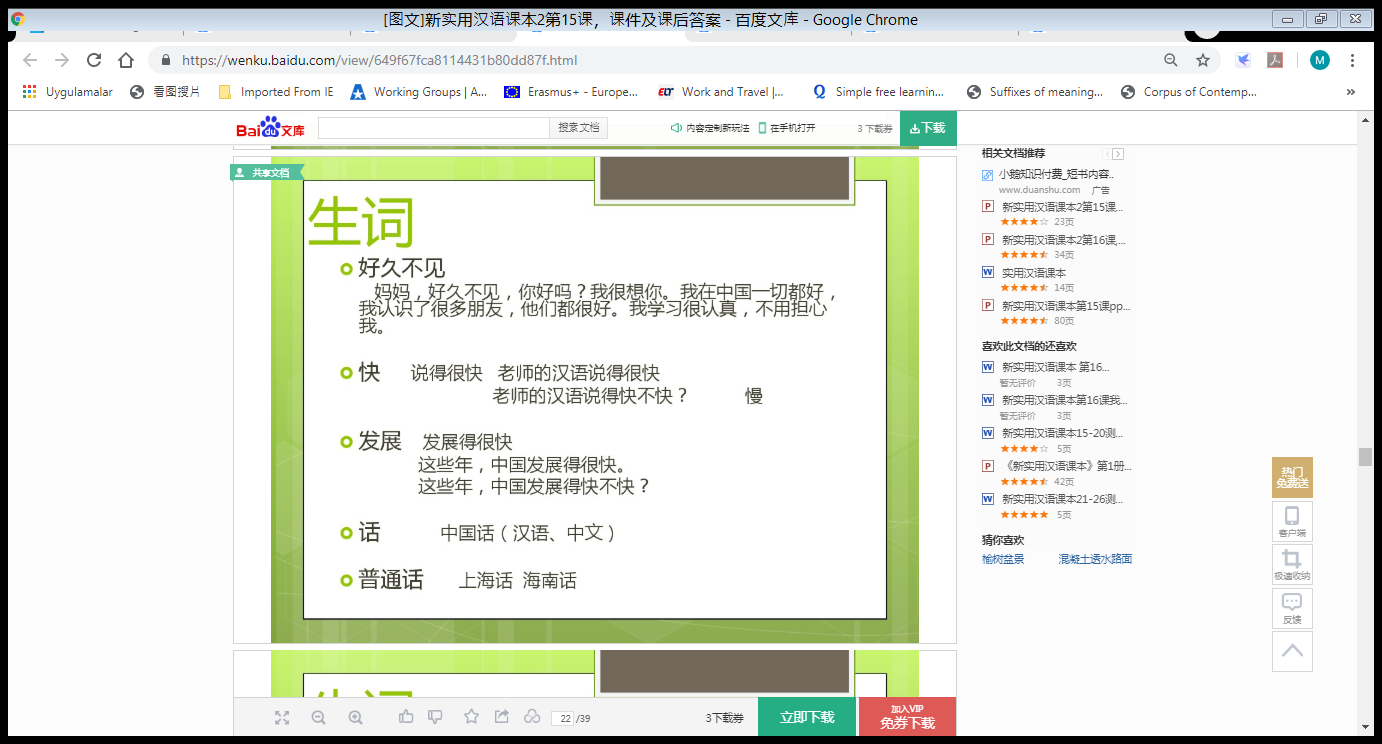 [图文]新实用汉语课本2第15课，课件及课后答案 - 百度文库 - Google Chrome
https://wenku.baidu.com/view/649f67fca8114431b80dd87f.html
M
Uygulamalar 看图搜片 Imported From IE Working Groups | A... Erasmus+ - Europe... ELT Work and Travel |... Simple free learnin... Suffixes of meaning... Corpus of Contemp... »
Bai du 文库 搜索文档 内容定制新玩法 在手机打开 3 下载券 下载
共享文档
生词
好久不见
妈妈，好久不见，你好吗？我很想你。我在中国一切都好，
我认识了很多朋友，他们都很好。我学习很认真，不用担心
我。
快 说得很快 老师的汉语说得很快
老师的汉语说得快不快？ 慢
发展 发展得很快
这些年，中国发展得很快。
这些年，中国发展得快不快？
话 中国话（汉语、中文）
普通话 上海话 海南话
生词
22 /39 3下载券 立即下载
加入VIP
免券下载
相关文档推荐
小鹅知识付费_短书内容..
www.duanshu.com 广告
新实用汉语课本2第15课...
23页
新实用汉语课本2第16课,...
34页
实用汉语课本
14页
新实用汉语课本第15课pp...
80页
喜欢此文档的还喜欢
新实用汉语课本 第16...
暂无评价 3页
新实用汉语课本第16课我...
暂无评价 3页
新实用汉语课本15-20测...
5页
《新实用汉语课本》第1册...
42页
新实用汉语课本21-26测...
5页
猜你喜欢
榆树盆景 混凝土透水路面
热门
免费送
客户端
极速收纳
反馈